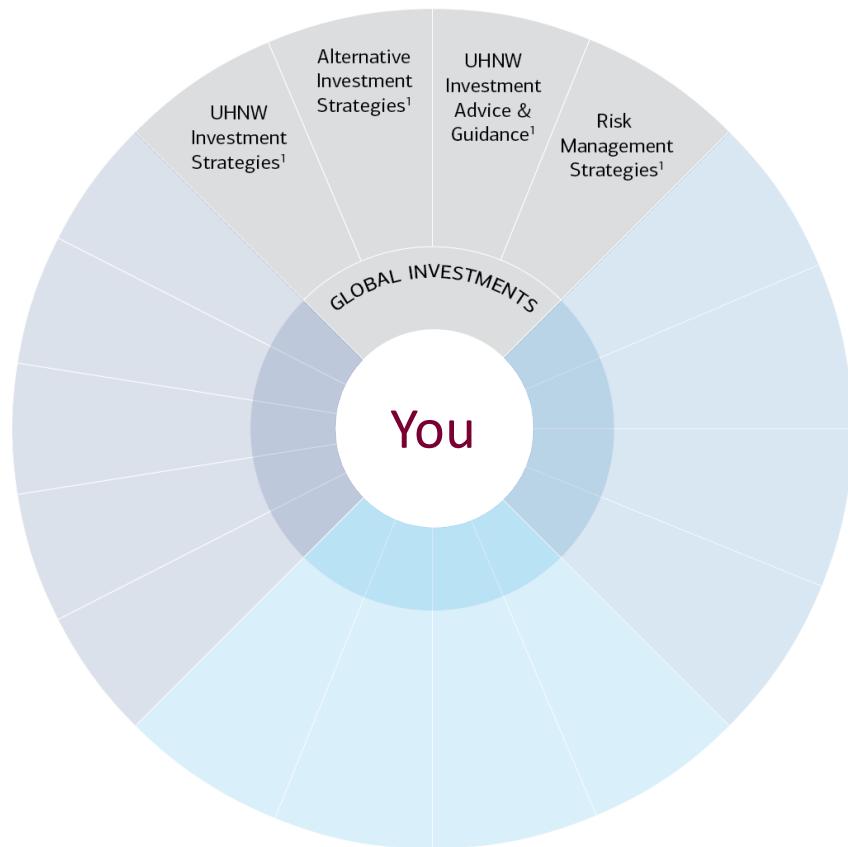 UHNW
Investment
Strategies¹
Alternative
Investment
Strategies¹
UHNW
Investment
Advice &
Guidance¹
Risk
Management
Strategies¹
GLOBAL INVESTMENTS
You